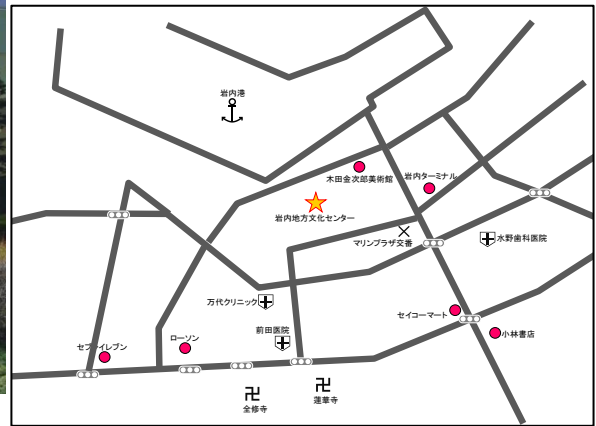 岩内港
木田金次郎美術館
岩内ターミナル
岩内地方文化センター
マリンプラザ交番
水野歯科医院
万代クリニック
セイコーマート
前田医院
小林書店
ローソン
セブンイレブン
全修寺
蓮華寺